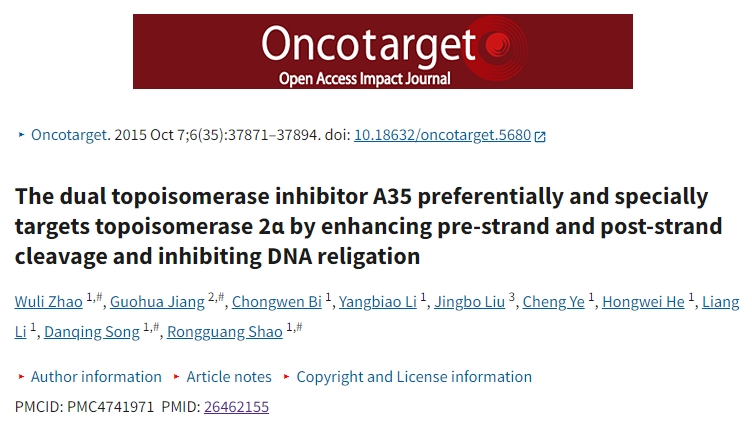 Oncotarget
Open Access Impact Journal
‣ Oncotarget. 2015 Oct 7;6(35):37871–37894. doi: 10.18632/oncotarget.5680
The dual topoisomerase inhibitor A35 preferentially and specially
targets topoisomerase 2α by enhancing pre-strand and post-strand
cleavage and inhibiting DNA religation
Wuli Zhao 1,#, Guohua Jiang 2,#, Chongwen Bi 1, Yangbiao Li 1, Jingbo Liu 3, Cheng Ye 1, Hongwei He 1, Liang
Li 1, Danqing Song 1,#, Rongguang Shao 1,#
‣ Author information ‣ Article notes ‣ Copyright and License information
PMCID: PMC4741971 PMID: 26462155